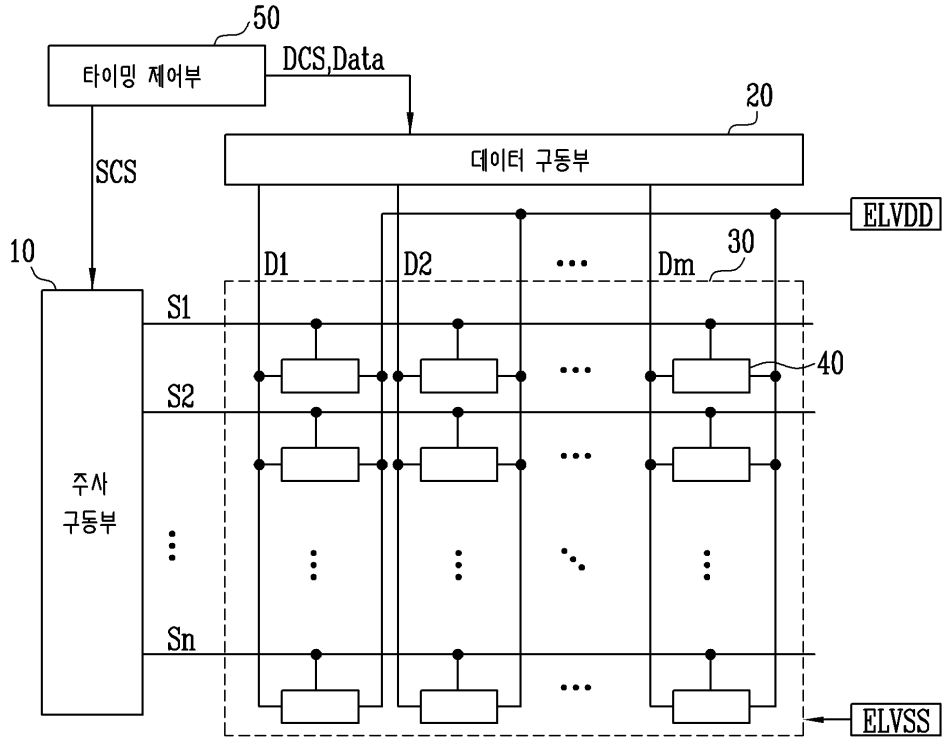 50
타이밍 제어부
DCS,Data
20
데이터 구동부
SCS
ELVDD
10
D1
D2
Dm
30
S1
40
S2
주사
구동부
Sn
ELVSS